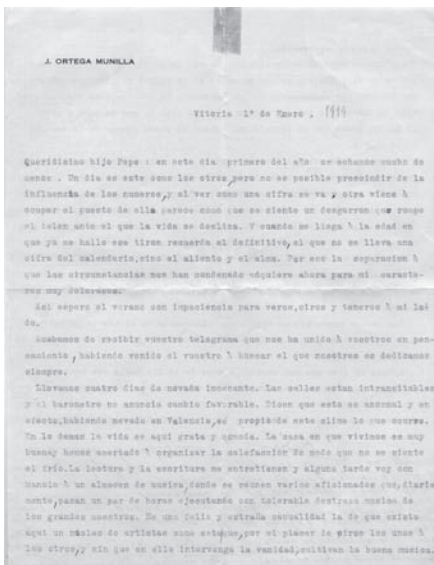 J. ORTEGA MUNILLA
Vitoria 1º de Enero . 1914
Queridisimo hijo Pepe : en este dia primero del año os echamos mucho de
menos . Un dia es este como los otros, pero no es posible prescindir de la
influencia de los numeros, y al ver como una cifra se va y otra viene à
ocupar el puesto de ella parece como que se siente un desgarron que rompe
el telon ante el que la vida se desliza. Y cuando se llega à la edad en
que yo me hallo ese tiron recuerda el definitivo, el que no se lleva una
cifra del calendario, sino el aliento y el alma. Por eso la separacion à
que las circunstancias nos han condenado adquiere ahora para mi caracte-
res muy dolorosos.
Asi espero el verano con impaciencia para veros, oiros y teneros à mi la-
do.
Acabamos de recibir vuestro telegrama que nos ha unido à vosotros en pen-
samiento, habiendo venido el vuestro à buscar el que nosotros os dedicamos
siempre.
Llevamos cuatro dias de nevada incesante. Las calles estan intransitables
y el barometro no anuncia cambio favorable. Dicen que esto es anormal y en
efecto, habiendo nevado en Valencia, es propio de este clima lo que ocurre.
En lo demas la vida es aqui grata y comoda. La casa en que vivimos es muy
buena y hemos acertado à organizar la calefaccion de modo que no se siente
el frio. La lectura y la escritura me entretienen y alguna tarde voy con
à un almacen de musica, donde se reunen varios aficionados que, diaria-
mente, pasan un par de horas ejecutando con tolerable destreza musica de
los grandes maestros. Es una feliz y extraña casualidad la de que exista
aqui un nucleo de artistas como este que, por el placer de oirse los unos à
los otros, y sin que en ello intervenga la vanidad, cultivan la buena musica.